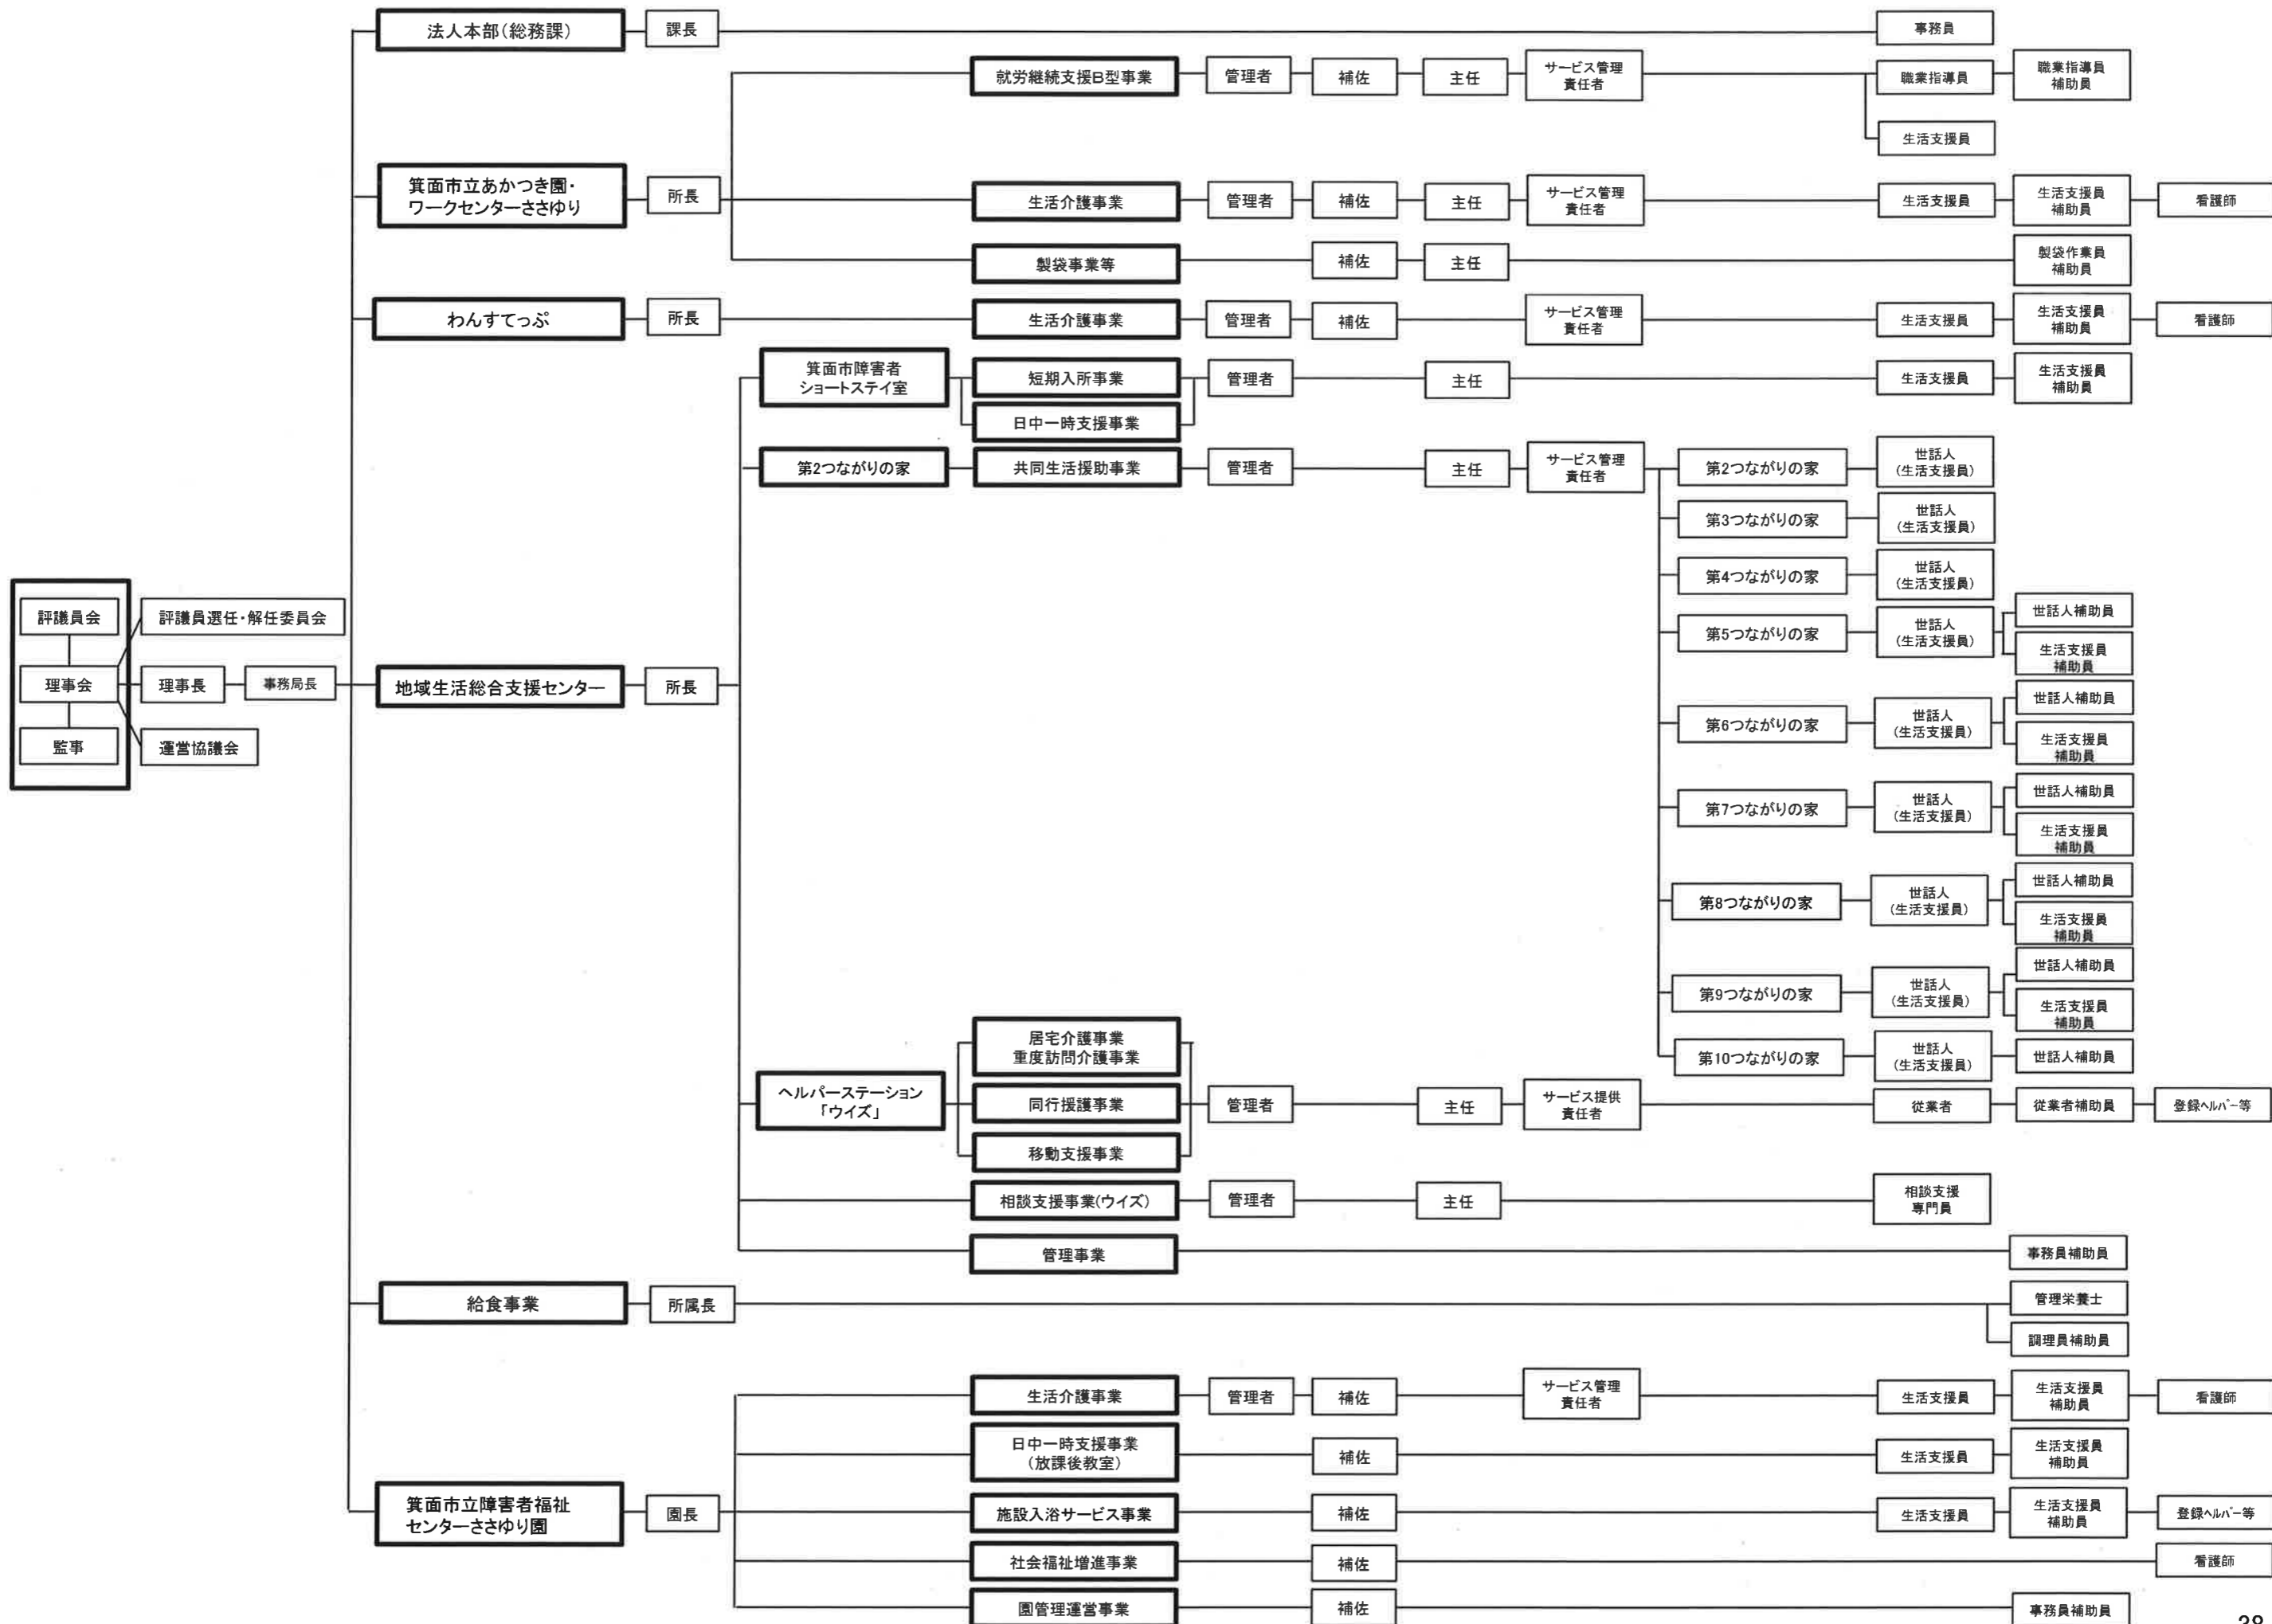 法人本部(総務課)
課長
事務員
就労継続支援B型事業
管理者
補佐
主任
サービス管理
責任者
職業指導員
職業指導員
補助員
生活支援員
箕面市立あかつき園・
ワークセンターささゆり
所長
生活介護事業
管理者
補佐
主任
サービス管理
責任者
生活支援員
生活支援員
補助員
看護師
製袋事業等
補佐
主任
製袋作業員
補助員
わんすてっぷ
所長
生活介護事業
管理者
補佐
サービス管理
責任者
生活支援員
生活支援員
補助員
看護師
箕面市障害者
ショートステイ室
短期入所事業
管理者
主任
生活支援員
生活支援員
補助員
日中一時支援事業
第2つながりの家
共同生活援助事業
管理者
主任
サービス管理
責任者
第2つながりの家
世話人
(生活支援員)
第3つながりの家
世話人
(生活支援員)
第4つながりの家
世話人
(生活支援員)
第5つながりの家
世話人
(生活支援員)
世話人補助員
生活支援員
補助員
評議員会
評議員選任・解任委員会
理事会
理事長
事務局長
監事
運営協議会
地域生活総合支援センター
所長
第6つながりの家
世話人
(生活支援員)
世話人補助員
生活支援員
補助員
第7つながりの家
世話人
(生活支援員)
世話人補助員
生活支援員
補助員
第8つながりの家
世話人
(生活支援員)
世話人補助員
生活支援員
補助員
第9つながりの家
世話人
(生活支援員)
世話人補助員
生活支援員
補助員
第10つながりの家
世話人
(生活支援員)
世話人補助員
ヘルパーステーション
「ウイズ」
居宅介護事業
重度訪問介護事業
同行援護事業
移動支援事業
管理者
主任
サービス提供
責任者
従業者
従業者補助員
登録ヘルパー等
相談支援事業(ウイズ)
管理者
主任
相談支援
専門員
管理事業
事務員補助員
給食事業
所属長
管理栄養士
調理員補助員
生活介護事業
管理者
補佐
サービス管理
責任者
生活支援員
生活支援員
補助員
看護師
日中一時支援事業
(放課後教室)
補佐
生活支援員
生活支援員
補助員
箕面市立障害者福祉
センターささゆり園
園長
施設入浴サービス事業
補佐
生活支援員
生活支援員
補助員
登録ヘルパー等
社会福祉増進事業
補佐
看護師
園管理運営事業
補佐
事務員補助員
38